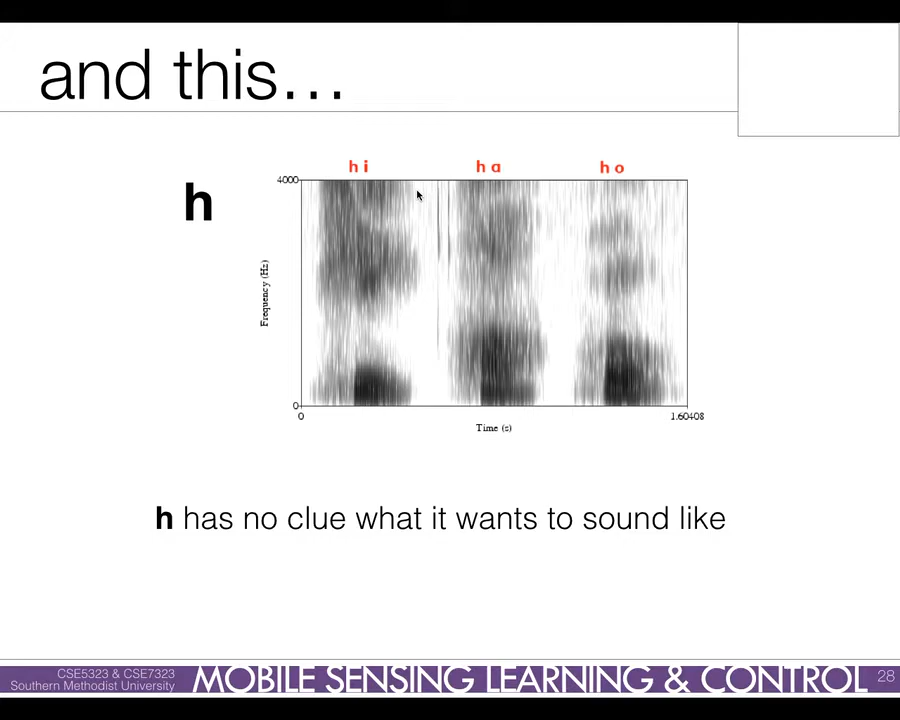 and this...
h
h i
h a
h o
4000
Frequency (Hz)
0
0
1.60408
Time (s)
h has no clue what it wants to sound like
CSE5323 & CSE7323
Southern Methodist University
MOBILE SENSING LEARNING & CONTROL
28